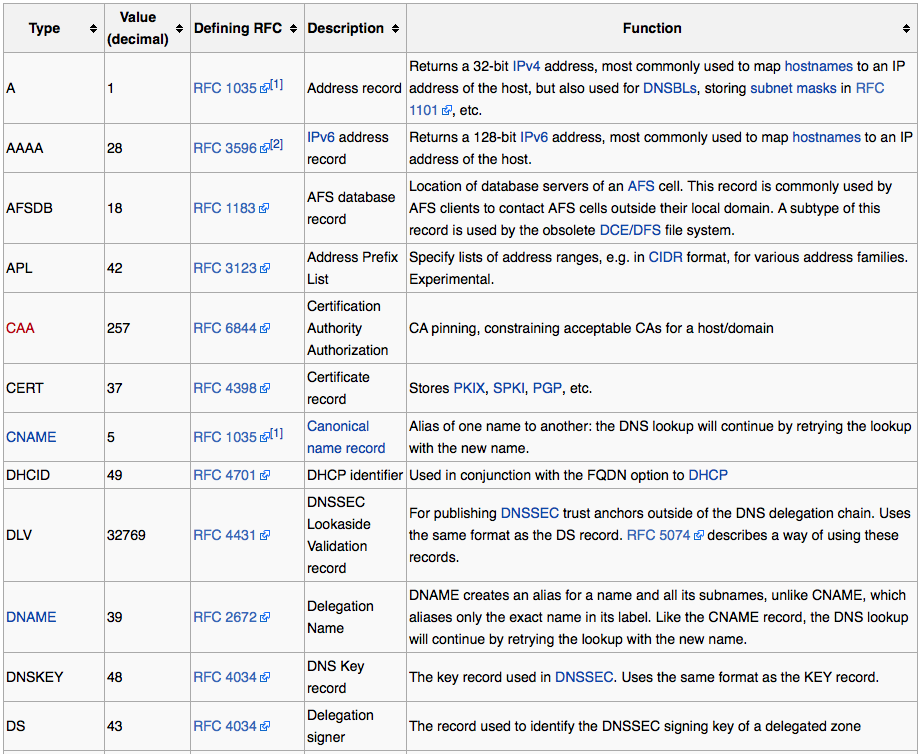 Type Value (decimal) Defining RFC Description Function
A 1 RFC 1035[1] Address record Returns a 32-bit IPv4 address, most commonly used to map hostnames to an IP
address of the host, but also used for DNSBLs, storing subnet masks in RFC
1101, etc.
AAAA 28 RFC 3596[2] IPv6 address
record
Returns a 128-bit IPv6 address, most commonly used to map hostnames to an IP
address of the host.
AFSDB 18 RFC 1183 AFS database
record
Location of database servers of an AFS cell. This record is commonly used by
AFS clients to contact AFS cells outside their local domain. A subtype of this
record is used by the obsolete DCE/DFS file system.
APL 42 RFC 3123 Address Prefix
List
Specify lists of address ranges, e.g. in CIDR format, for various address families.
Experimental.
CAA 257 RFC 6844 Certification
Authority
Authorization
CA pinning, constraining acceptable CAs for a host/domain
CERT 37 RFC 4398 Certificate
record
Stores PKIX, SPKI, PGP, etc.
CNAME 5 RFC 1035[1] Canonical
name record
Alias of one name to another: the DNS lookup will continue by retrying the lookup
with the new name.
DHCID 49 RFC 4701 DHCP identifier Used in conjunction with the FQDN option to DHCP
DLV 32769 RFC 4431 DNSSEC
Lookaside
Validation
record
For publishing DNSSEC trust anchors outside of the DNS delegation chain. Uses
the same format as the DS record. RFC 5074 describes a way of using these
records.
DNAME 39 RFC 2672 Delegation
Name
DNAME creates an alias for a name and all its subnames, unlike CNAME, which
aliases only the exact name in its label. Like the CNAME record, the DNS lookup
will continue by retrying the lookup with the new name.
DNSKEY 48 RFC 4034 DNS Key
record
The key record used in DNSSEC. Uses the same format as the KEY record.
DS 43 RFC 4034 Delegation
signer
The record used to identify the DNSSEC signing key of a delegated zone